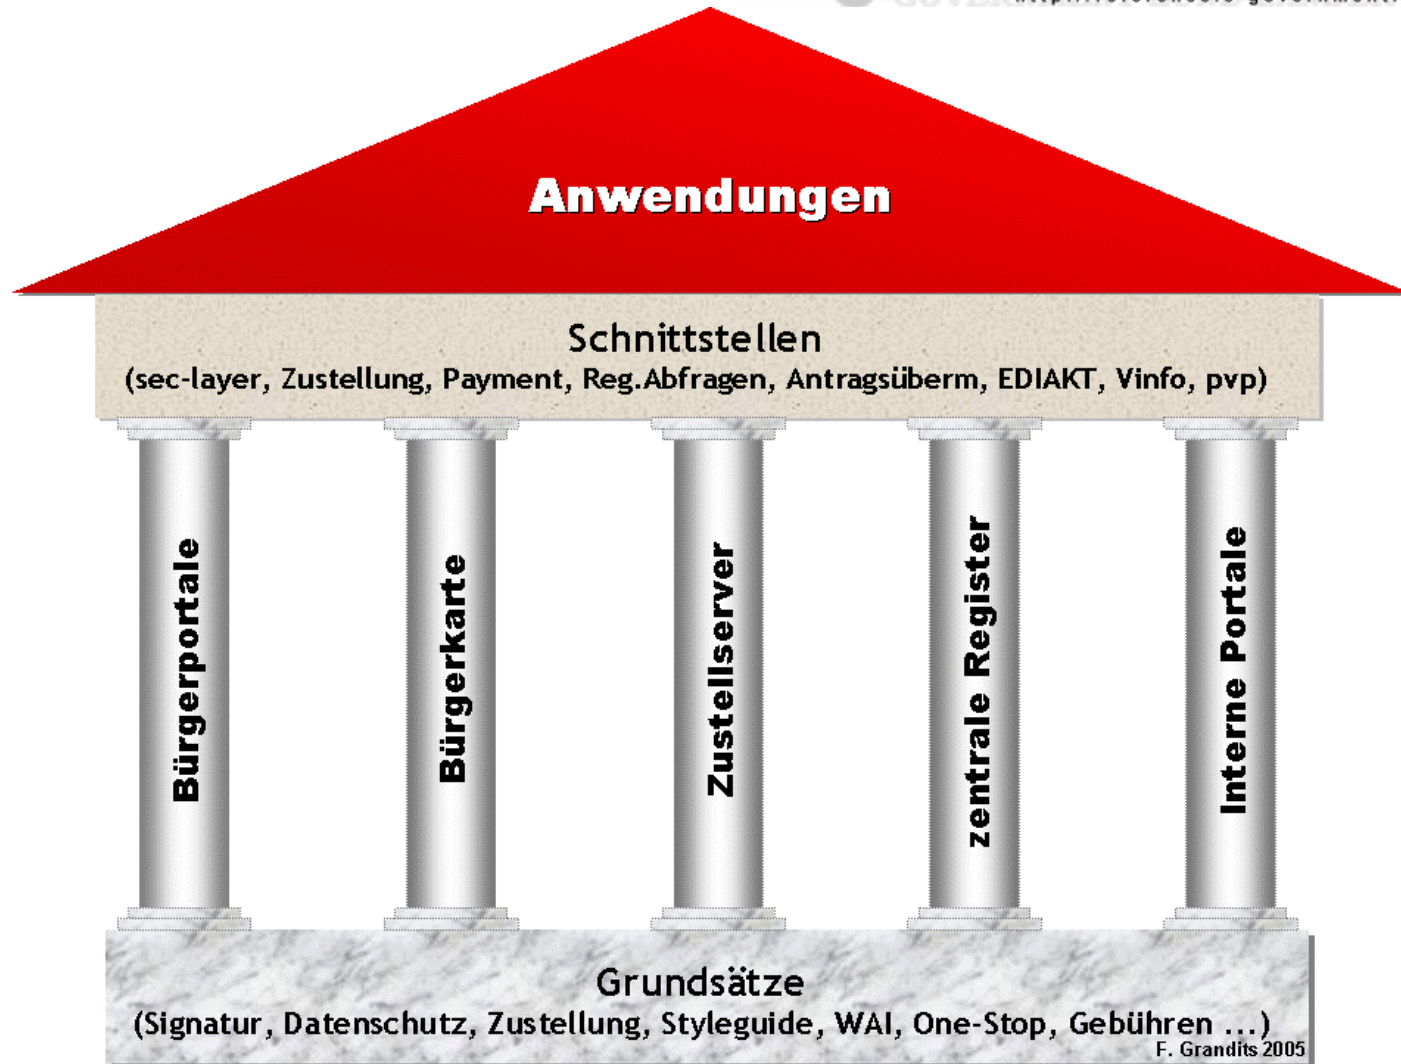 Anwendungen
Schnittstellen
(sec-layer, Zustellung, Payment, Reg.Abfragen, Antragsüberm, EDIAKT, Vinfo, pvp)
Bürgerportale
Bürgerkarte
Zustellserver
zentrale Register
Interne Portale
Grundsätze
(Signatur, Datenschutz, Zustellung, Styleguide, WAI, One-Stop, Gebühren ...)
F. Grandits 2005